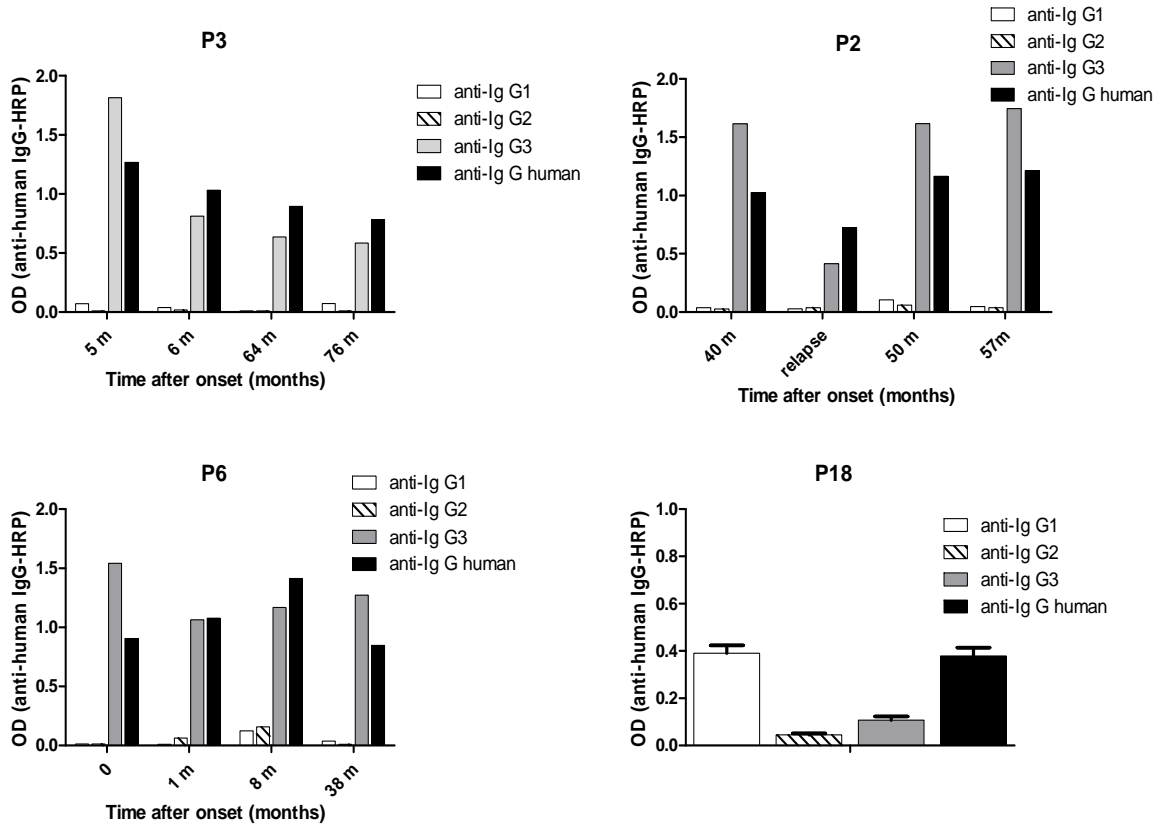 P3
anti-Ig G1
anti-Ig G2
anti-Ig G3
anti-Ig G human
OD (anti-human IgG-HRP)
2.0
1.5
1.0
0.5
0.0
5 m
6 m
64 m
76 m
Time after onset (months)
P2
anti-Ig G1
anti-Ig G2
anti-Ig G3
anti-Ig G human
OD (anti-human IgG-HRP)
2.0
1.5
1.0
0.5
0.0
40 m
relapse
50 m
57m
Time after onset (months)
P6
anti-Ig G1
anti-Ig G2
anti-Ig G3
anti-Ig G human
OD (anti-human IgG-HRP)
2.0
1.5
1.0
0.5
0.0
0
1 m
8 m
38 m
Time after onset (months)
P18
anti-Ig G1
anti-Ig G2
anti-Ig G3
anti-Ig G human
OD (anti-human IgG-HRP)
1.0
0.8
0.6
0.4
0.2
0.0